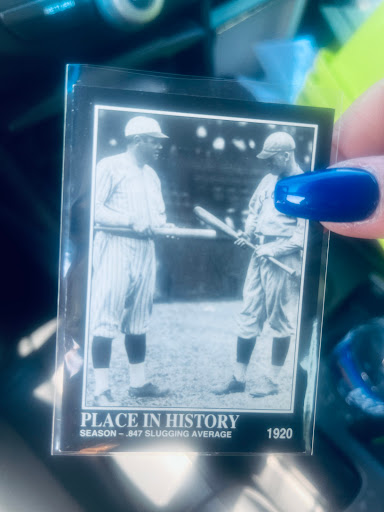 PLACE IN HISTORY
SEASON – .847 SLUGGING AVERAGE 1920